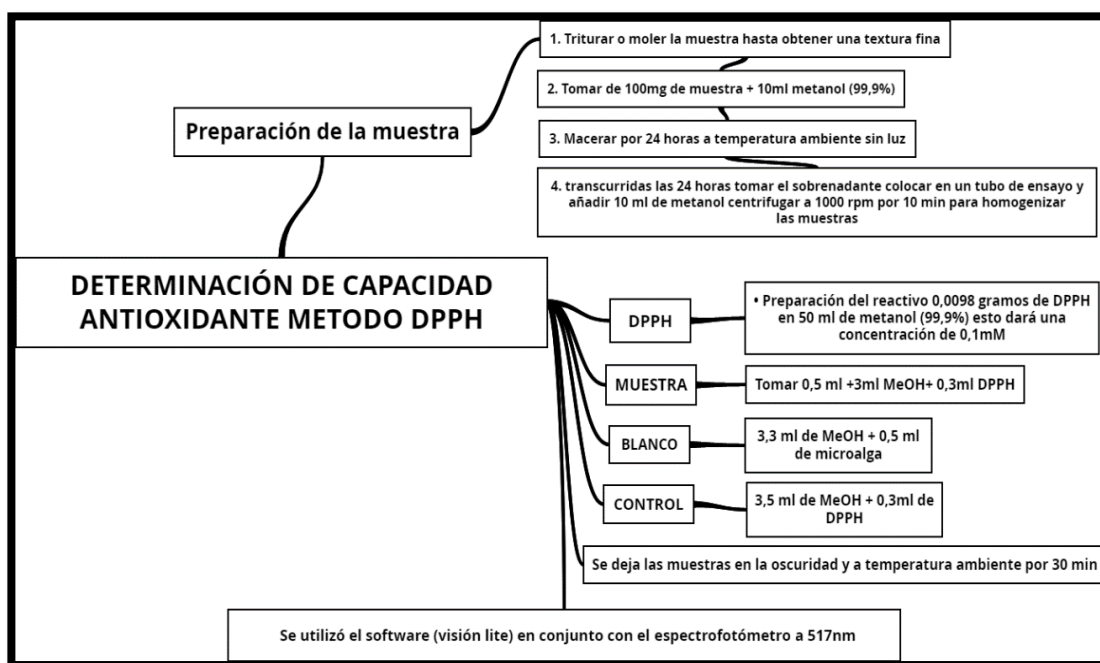 1. Triturar o moler la muestra hasta obtener una textura fina
Preparación de la muestra
2. Tomar de 100mg de muestra + 10ml metanol (99,9%)
3. Macerar por 24 horas a temperatura ambiente sin luz
4. transcurridas las 24 horas tomar el sobrenadante colocar en un tubo de ensayo y
añadir 10 ml de metanol centrifugar a 1000 rpm por 10 min para homogenizar
las muestras
DETERMINACIÓN DE CAPACIDAD
ANTIOXIDANTE METODO DPPH
DPPH
• Preparación del reactivo 0,0098 gramos de DPPH
en 50 ml de metanol (99,9%) esto dará una
concentración de 0,1mM
MUESTRA
Tomar 0,5 ml +3ml MeOH+ 0,3ml DPPH
BLANCO
3,3 ml de MeOH + 0,5 ml
de microalga
CONTROL
3,5 ml de MeOH + 0,3ml de
DPPH
Se deja las muestras en la oscuridad y a temperatura ambiente por 30 min
Se utilizó el software (visión lite) en conjunto con el espectrofotómetro a 517nm